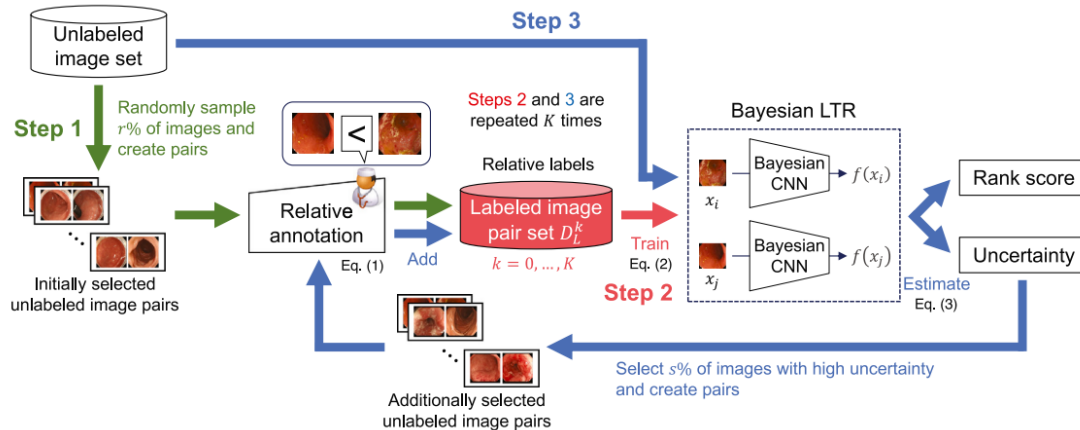 Unlabeled
image set
Step 3
Step 1
Randomly sample
r% of images and
create pairs
<
Steps 2 and 3 are
repeated K times
Bayesian LTR
Relative labels
Relative
annotation
Labeled image
pair set D_L^k
k = 0, ..., K
Eq. (1)
Add
Train
Eq. (2)
Step 2
x_i
Bayesian
CNN
f(x_i)
x_j
Bayesian
CNN
f(x_j)
Rank score
Uncertainty
Estimate
Eq. (3)
Initially selected
unlabeled image pairs
Additionally selected
unlabeled image pairs
Select s% of images with high uncertainty
and create pairs